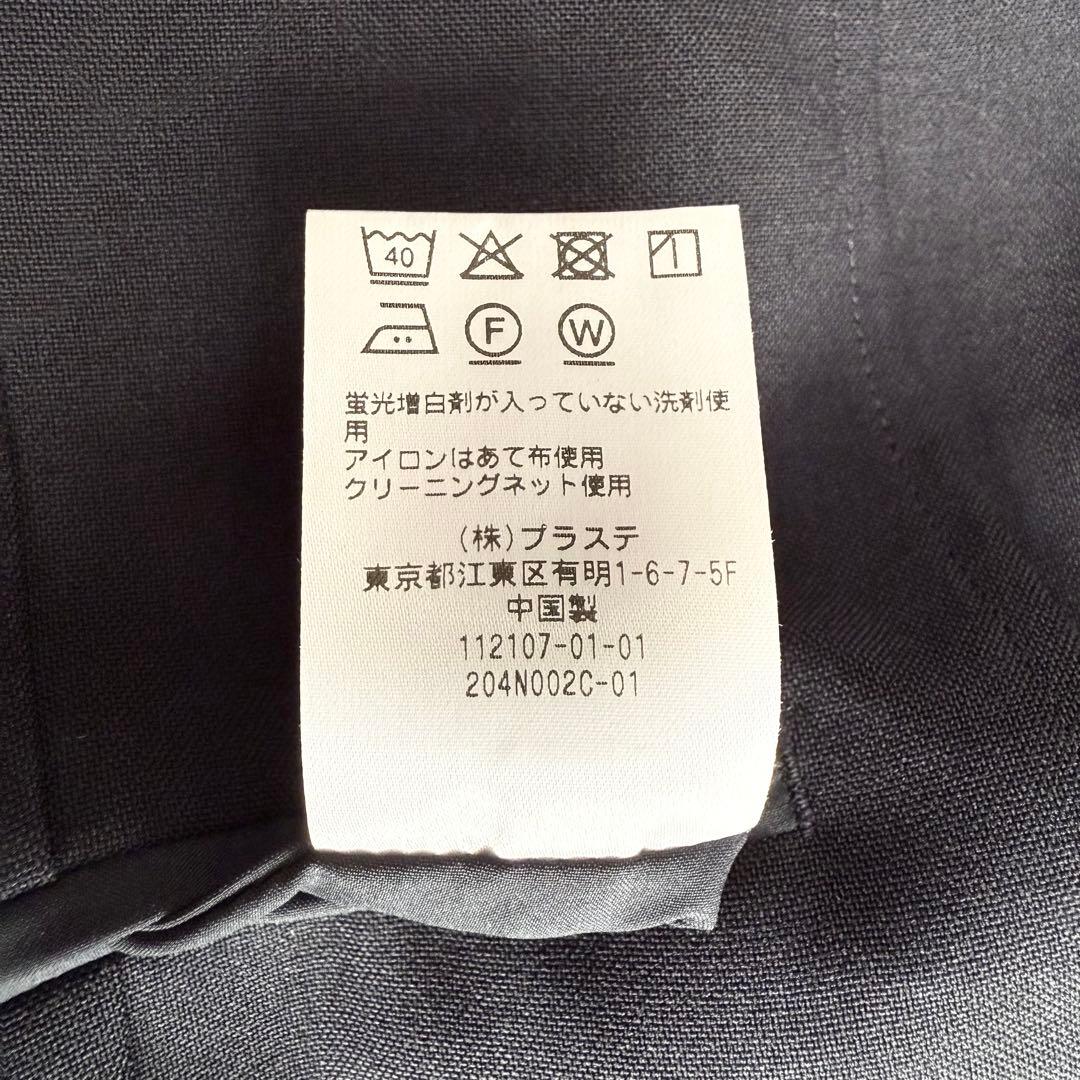 40
F W
蛍光増白剤が入っていない洗剤使
用
アイロンはあて布使用
クリーニングネット使用
(株)プラステ
東京都江東区有明1-6-7-5F
中国製
112107-01-01
204N002C-01